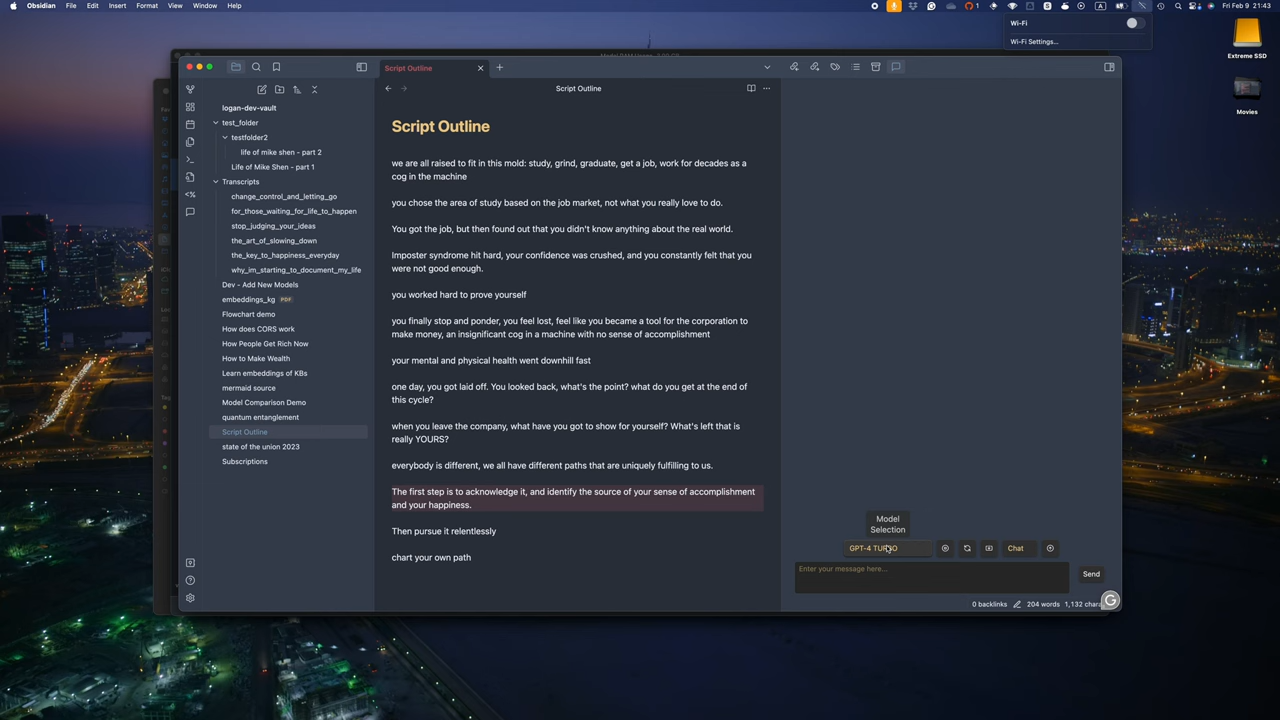 Obsidian File Edit Insert Format View Window Help
1
A
Fri Feb 9 21:43
Wi-Fi
Wi-Fi Settings...
Extreme SSD
Movies
Script Outline
Script Outline
logan-dev-vault
test_folder
testfolder2
life of mike shen - part 2
Life of Mike Shen - part 1
Transcripts
change_control_and_letting_go
for_those_waiting_for_life_to_happen
stop_judging_your_ideas
the_art_of_slowing_down
the_key_to_happiness_everyday
why_im_starting_to_document_my_life
Dev - Add New Models
embeddings_kg PDF
Flowchart demo
How does CORS work
How People Get Rich Now
How to Make Wealth
Learn embeddings of KBs
mermaid source
Model Comparison Demo
quantum entanglement
Script Outline
state of the union 2023
Subscriptions
Script Outline
we are all raised to fit in this mold: study, grind, graduate, get a job, work for decades as a
cog in the machine
you chose the area of study based on the job market, not what you really love to do.
You got the job, but then found out that you didn't know anything about the real world.
Imposter syndrome hit hard, your confidence was crushed, and you constantly felt that you
were not good enough.
you worked hard to prove yourself
you finally stop and ponder, you feel lost, feel like you became a tool for the corporation to
make money, an insignificant cog in a machine with no sense of accomplishment
your mental and physical health went downhill fast
one day, you got laid off. You looked back, what's the point? what do you get at the end of
this cycle?
when you leave the company, what have you got to show for yourself? What's left that is
really YOURS?
everybody is different, we all have different paths that are uniquely fulfilling to us.
The first step is to acknowledge it, and identify the source of your sense of accomplishment
and your happiness.
Then pursue it relentlessly
chart your own path
Model
Selection
GPT-4 TURBO
Chat
Enter your message here...
Send
0 backlinks 204 words 1,132 chara